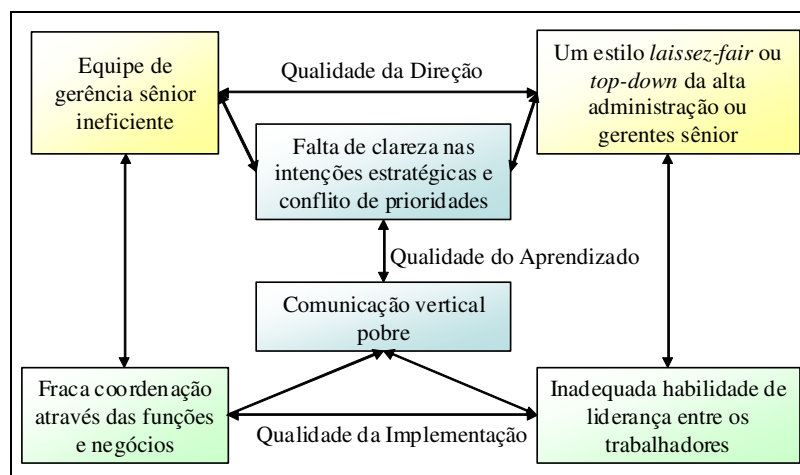 Equipe de
gerência sênior
ineficiente
Qualidade da Direção
Um estilo laissez-fair ou
top-down da alta
administração ou
gerentes sênior
Falta de clareza nas
intenções estratégicas e
conflito de prioridades
Qualidade do Aprendizado
Comunicação vertical
pobre
Fraca coordenação
através das funções
e negócios
Qualidade da Implementação
Inadequada habilidade de
liderança entre os
trabalhadores